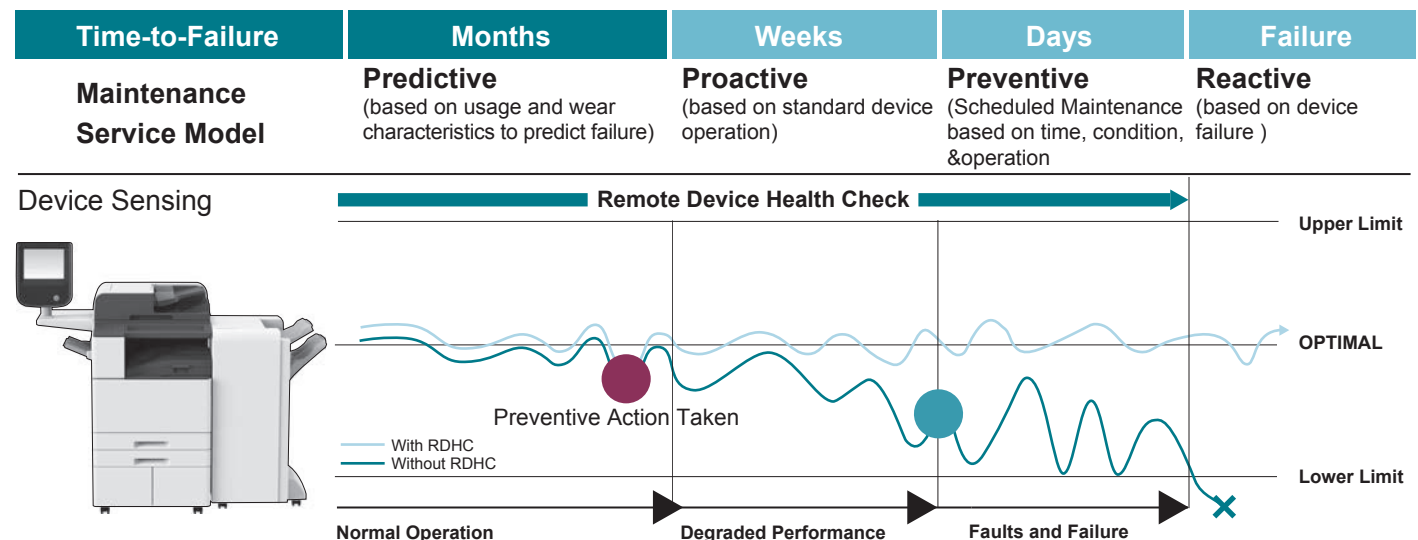 Time-to-Failure
Months
Weeks
Days
Failure
Maintenance
Service Model
Predictive
(based on usage and wear
characteristics to predict failure)
Proactive
(based on standard device
operation)
Preventive
(Scheduled Maintenance
based on time, condition,
&operation
Reactive
(based on device
failure )
Device Sensing
Remote Device Health Check
Upper Limit
OPTIMAL
Preventive Action Taken
With RDHC
Without RDHC
Lower Limit
Normal Operation
Degraded Performance
Faults and Failure